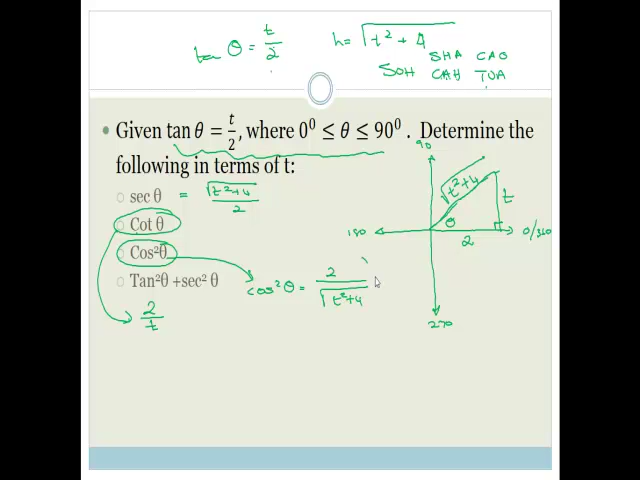 tan θ = t/2 h = √t² + 4
SHA CAO
SOH CAH TOA
• Given tan θ = t/2, where 0⁰ ≤ θ ≤ 90⁰ . Determine the
following in terms of t:
90
sec θ = √t²+4/2
√t²+4
t
Cot θ
θ
180
2
0/360
Cos²θ
cos²θ = 2/√t²+4
Tan²θ +sec² θ
2/t
270